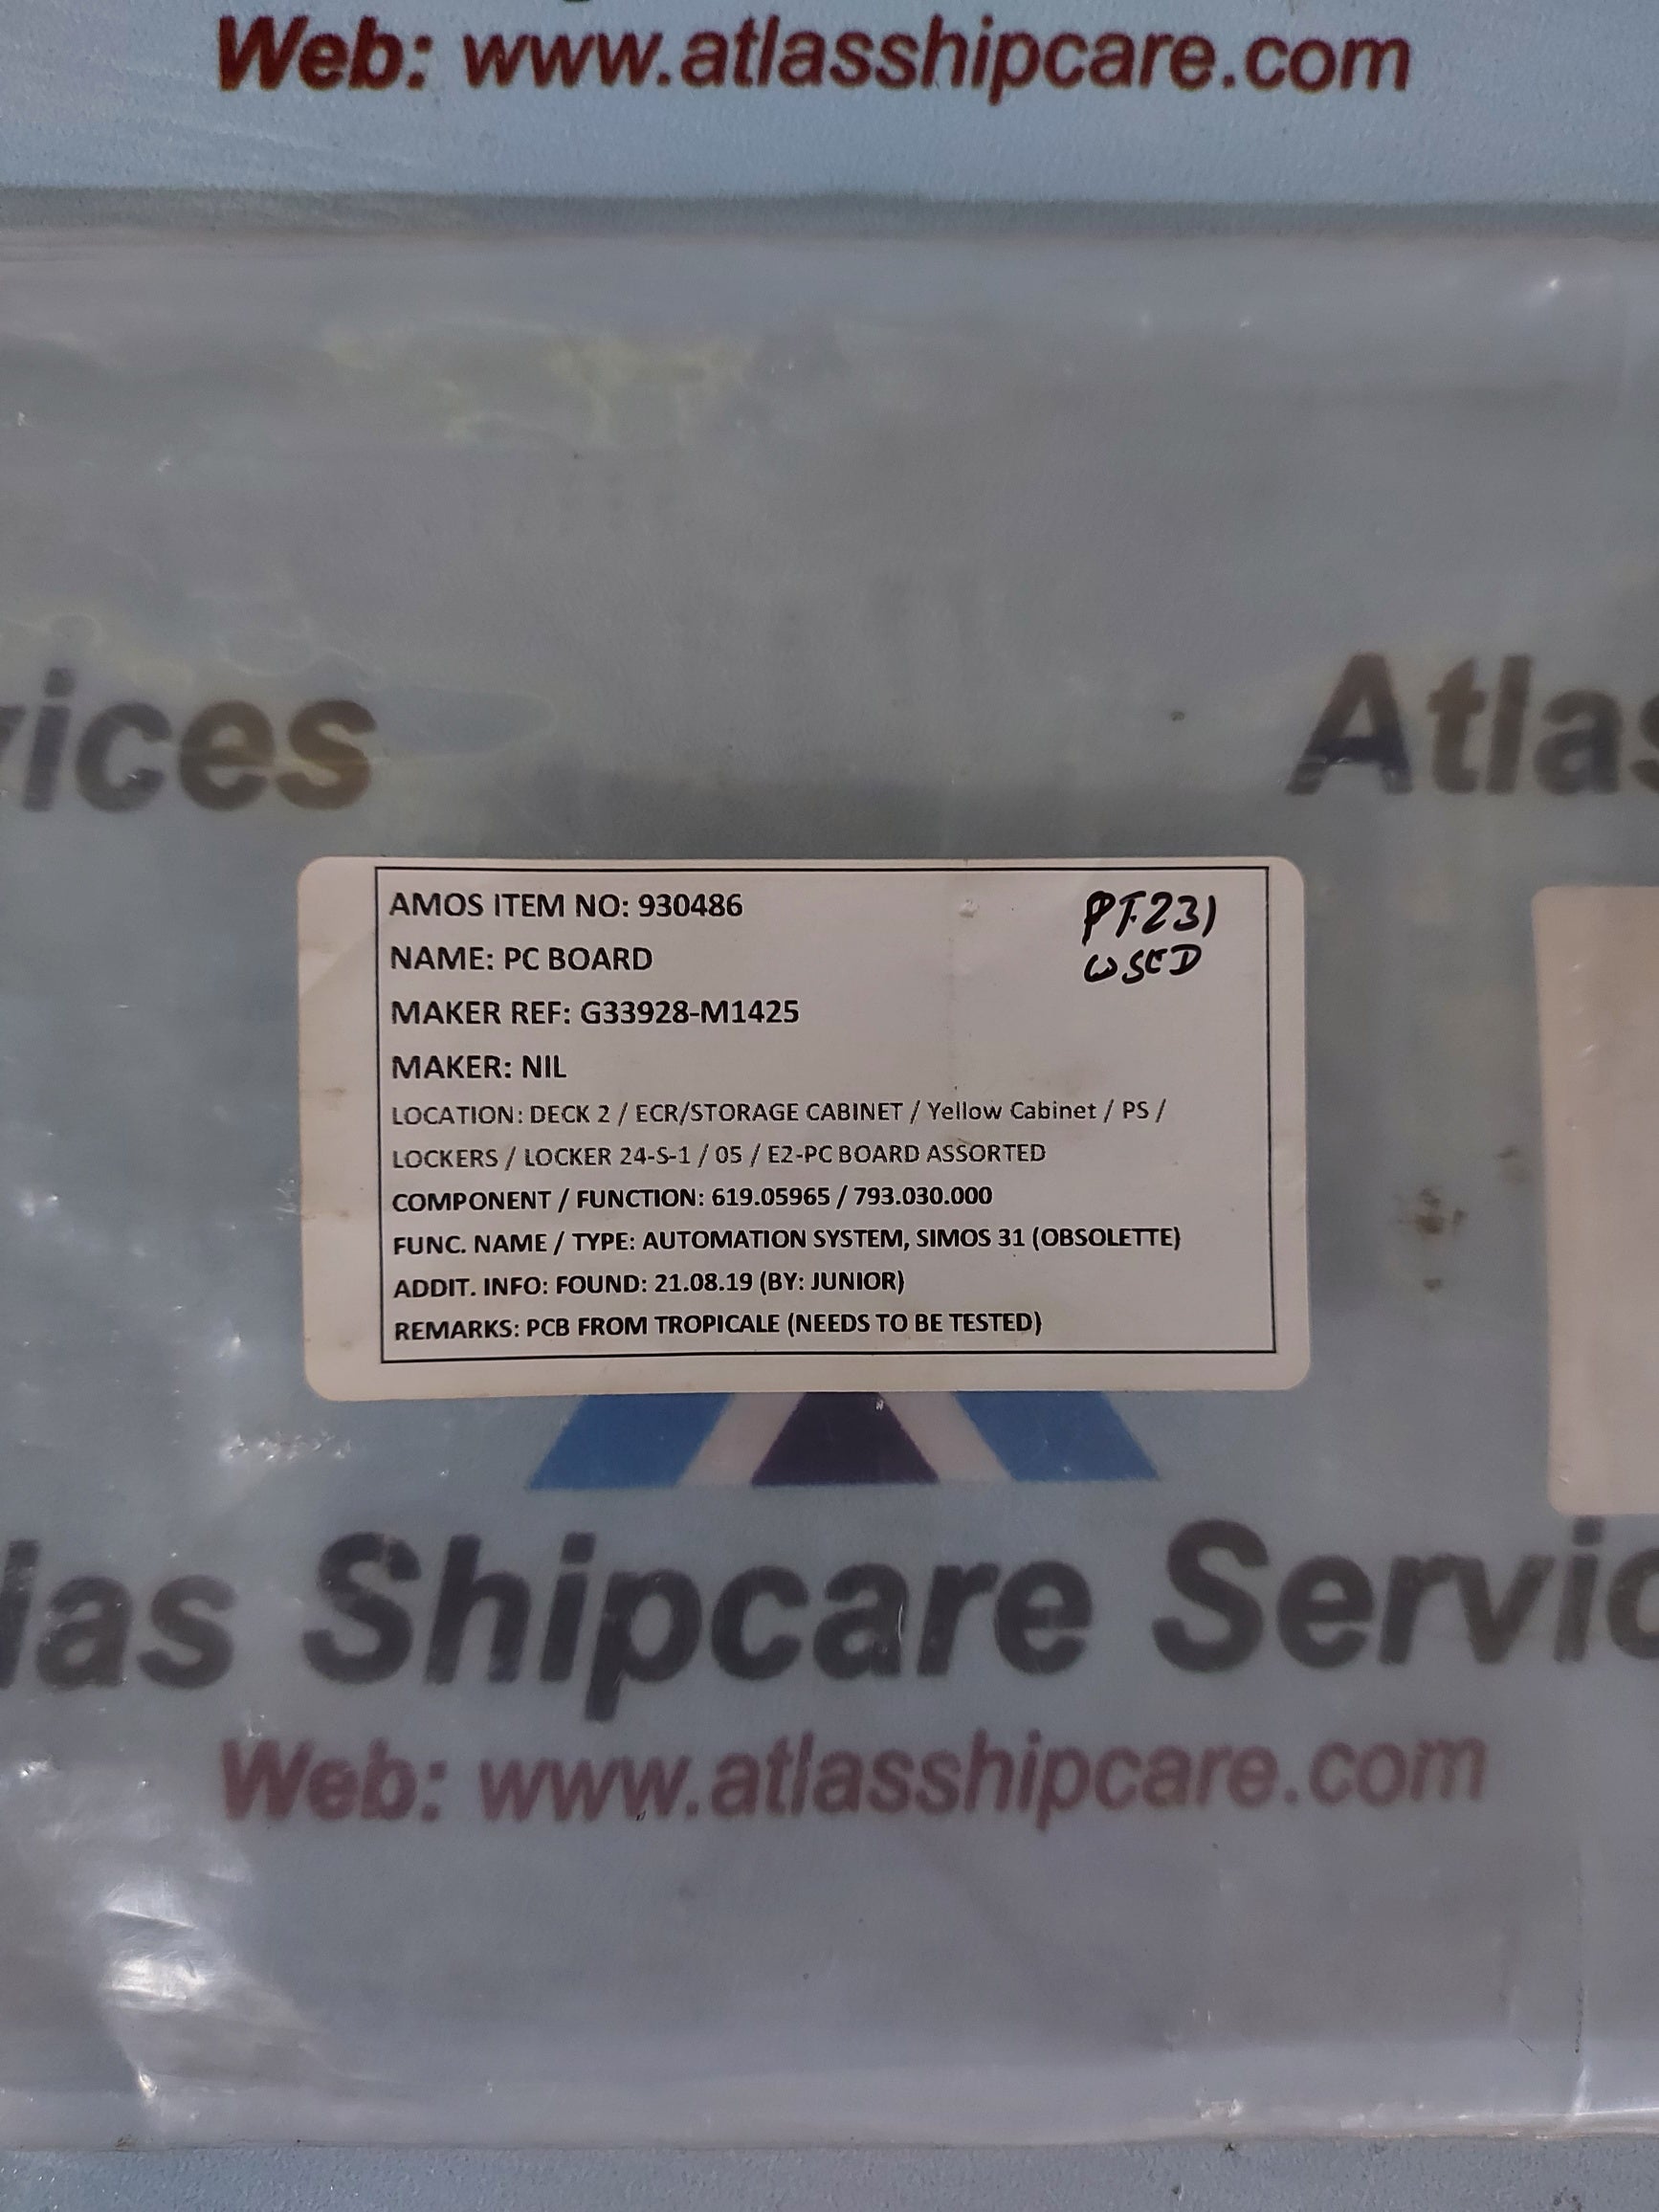 Web: www.atlasshipcare.com
vices
Atlas
AMOS ITEM NO: 930486
PT231
NAME: PC BOARD
USED
MAKER REF: G33928-M1425
MAKER: NIL
LOCATION: DECK 2 / ECR/STORAGE CABINET / Yellow Cabinet / PS /
LOCKERS / LOCKER 24-S-1 / 05 / E2-PC BOARD ASSORTED
COMPONENT / FUNCTION: 619.05965 / 793.030.000
FUNC. NAME / TYPE: AUTOMATION SYSTEM, SIMOS 31 (OBSOLETTE)
ADDIT. INFO: FOUND: 21.08.19 (BY: JUNIOR)
REMARKS: PCB FROM TROPICALE (NEEDS TO BE TESTED)
las Shipcare Servic
Web: www.atlasshipcare.com